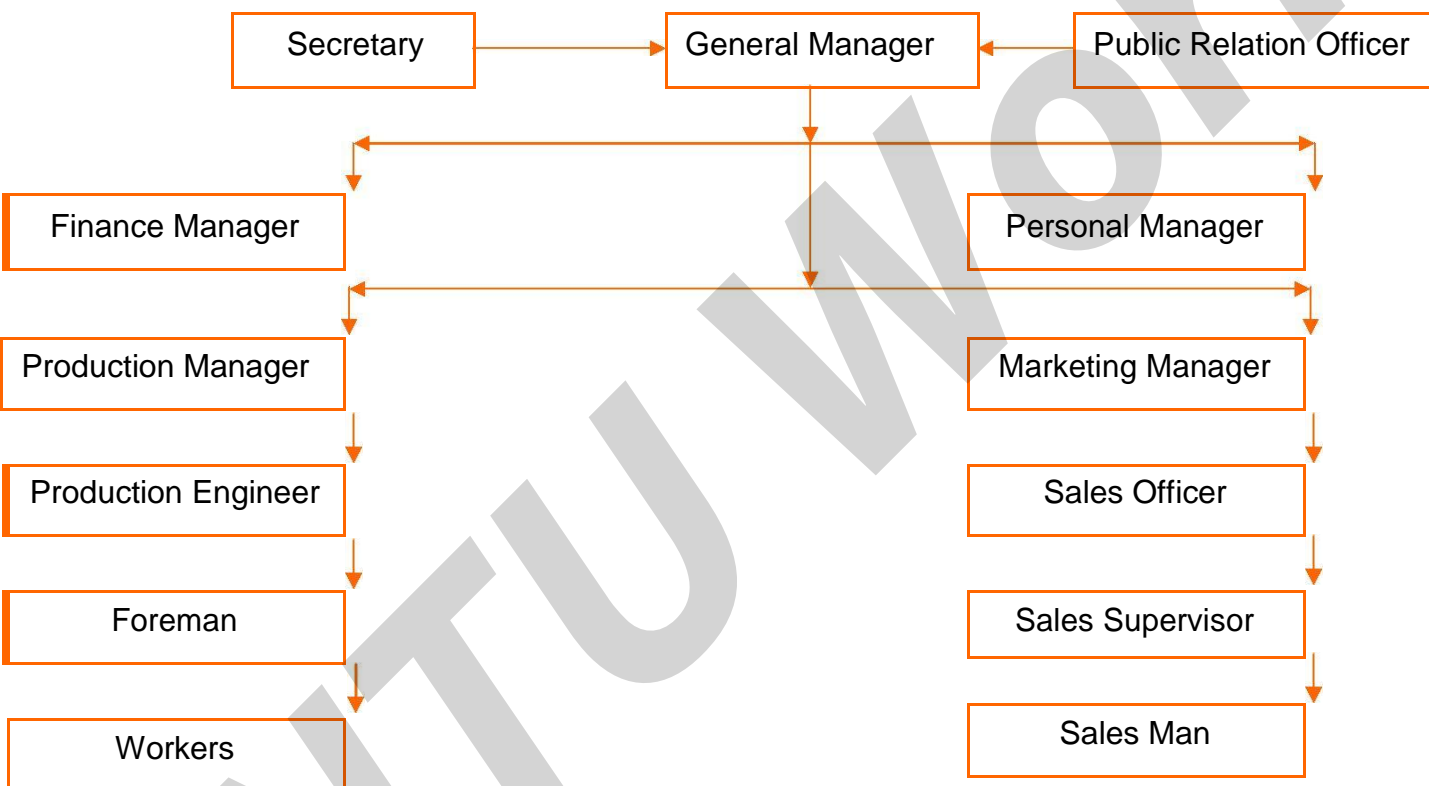 Secretary
General Manager
Public Relation Officer
Finance Manager
Personal Manager
Production Manager
Marketing Manager
Production Engineer
Sales Officer
Foreman
Sales Supervisor
Workers
Sales Man